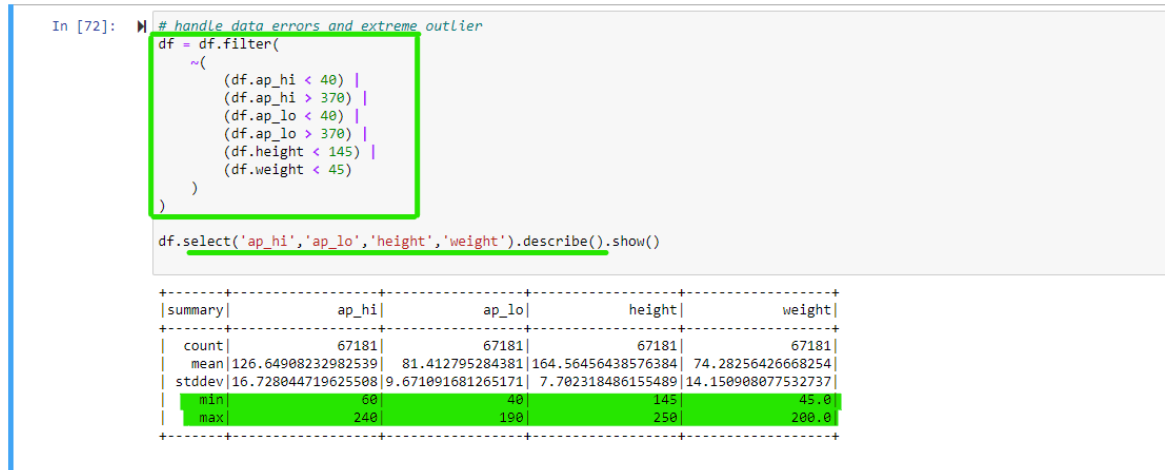 In [72]:
# handle data errors and extreme outlier
df = df.filter(
    ~(
        (df.ap_hi < 40) |
        (df.ap_hi > 370) |
        (df.ap_lo < 40) |
        (df.ap_lo > 370) |
        (df.height < 145) |
        (df.weight < 45)
    )
)
df.select('ap_hi','ap_lo','height','weight').describe().show()
+-------+------------------+-----------------+------------------+------------------+
|summary|             ap_hi|            ap_lo|            height|            weight|
+-------+------------------+-----------------+------------------+------------------+
|  count|             67181|            67181|             67181|             67181|
|   mean|126.64908232982539|  81.412795284381|164.56456438576384| 74.28256426668254|
| stddev|16.728044719625508|9.671091681265171| 7.702318486155489|14.150908077532737|
|    min|                60|               40|               145|              45.0|
|    max|               240|              190|               250|             200.0|
+-------+------------------+-----------------+------------------+------------------+